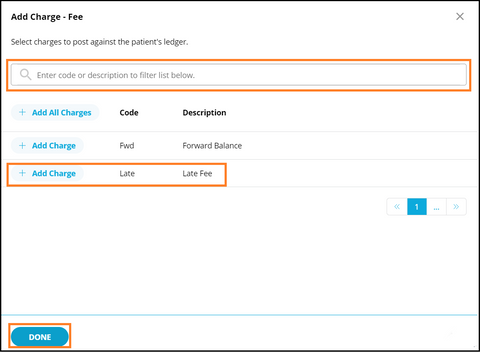 Add Charge - Fee
Select charges to post against the patient's ledger.
Enter code or description to filter list below.
+ Add All Charges Code Description
+ Add Charge Fwd Forward Balance
+ Add Charge Late Late Fee
« 1 ... »
DONE